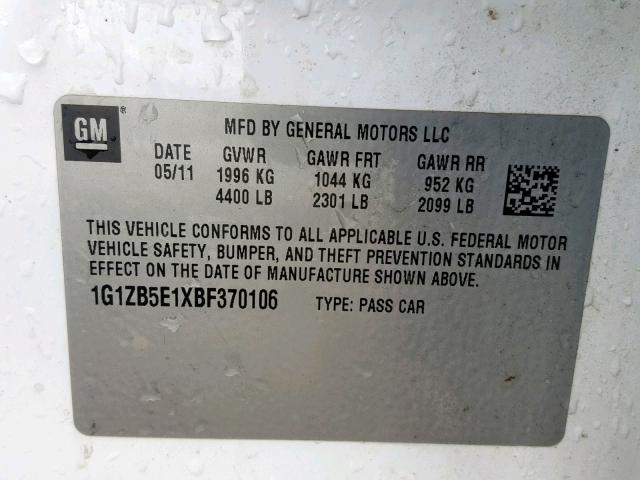 GM ®
MFD BY GENERAL MOTORS LLC
DATE GVWR GAWR FRT GAWR RR
05/11 1996 KG 1044 KG 952 KG
4400 LB 2301 LB 2099 LB
THIS VEHICLE CONFORMS TO ALL APPLICABLE U.S. FEDERAL MOTOR
VEHICLE SAFETY, BUMPER, AND THEFT PREVENTION STANDARDS IN
EFFECT ON THE DATE OF MANUFACTURE SHOWN ABOVE.
1G1ZB5E1XBF370106 TYPE: PASS CAR